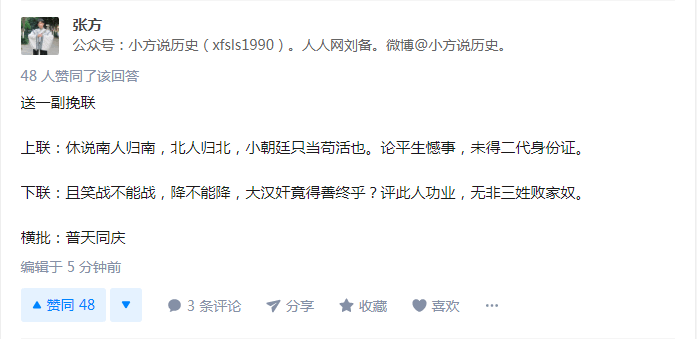 张方
公众号：小方说历史（xfsls1990）。人人网刘备。微博@小方说历史。
48 人赞同了该回答
送一副挽联
上联：休说南人归南，北人归北，小朝廷只当苟活也。论平生憾事，未得二代身份证。
下联：且笑战不能战，降不能降，大汉奸竟得善终乎？评此人功业，无非三姓败家奴。
横批：普天同庆
编辑于 5 分钟前
赞同 48
3 条评论
分享
收藏
喜欢